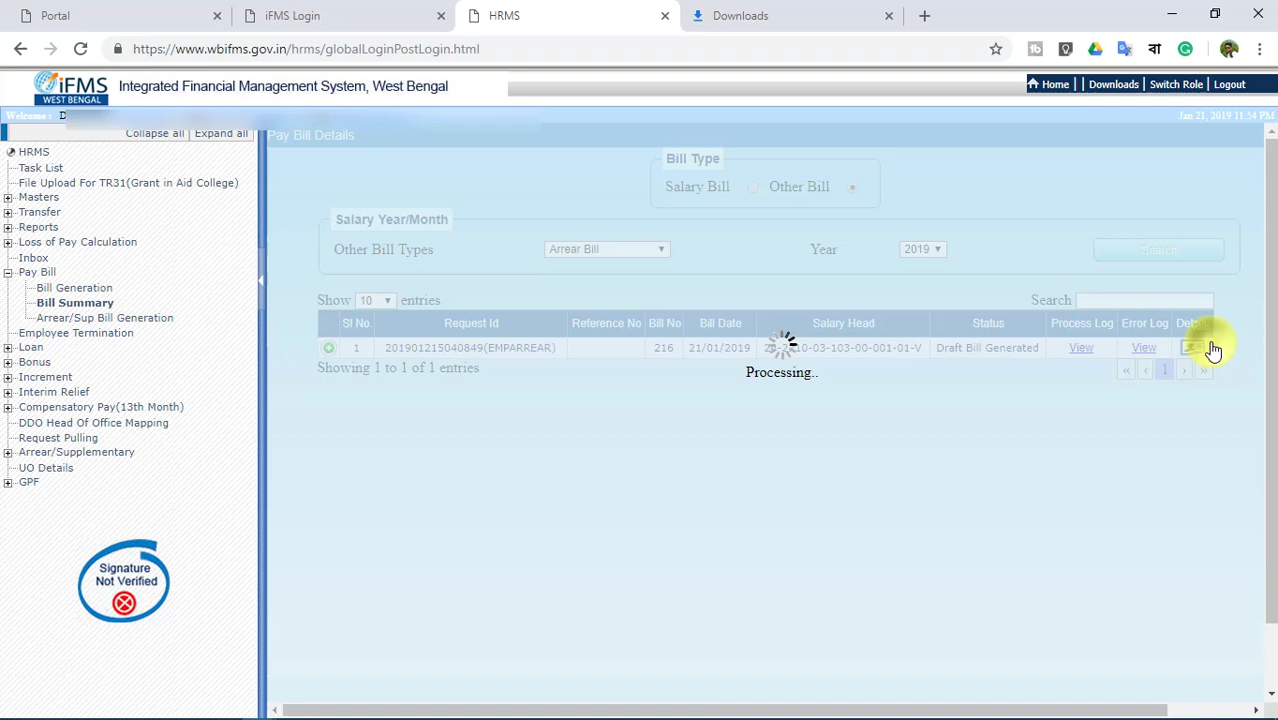 Portal
iFMS Login
HRMS
Downloads
https://www.wbifms.gov.in/hrms/globalLoginPostLogin.html
বা
iFMS
WEST BENGAL
Integrated Financial Management System, West Bengal
Home | | Downloads | Switch Role | Logout
Welcome : D
Jan 21, 2019 11:54 PM
Collapse all | Expand all
Pay Bill Details
HRMS
Task List
File Upload For TR31(Grant in Aid College)
Masters
Transfer
Reports
Loss of Pay Calculation
Inbox
Pay Bill
Bill Generation
Bill Summary
Arrear/Sup Bill Generation
Employee Termination
Loan
Bonus
Increment
Interim Relief
Compensatory Pay(13th Month)
DDO Head Of Office Mapping
Request Pulling
Arrear/Supplementary
UO Details
GPF
Signature
Not Verified
Bill Type
Salary Bill Other Bill
Salary Year/Month
Other Bill Types Arrear Bill Year 2019 Search
Show 10 entries Search
Sl No. Request Id Reference No Bill No Bill Date Salary Head Status Process Log Error Log
1 201901215040849(EMPARREAR) 216 21/01/2019 Draft Bill Generated View View
Showing 1 to 1 of 1 entries « ‹ 1 › »
Processing..